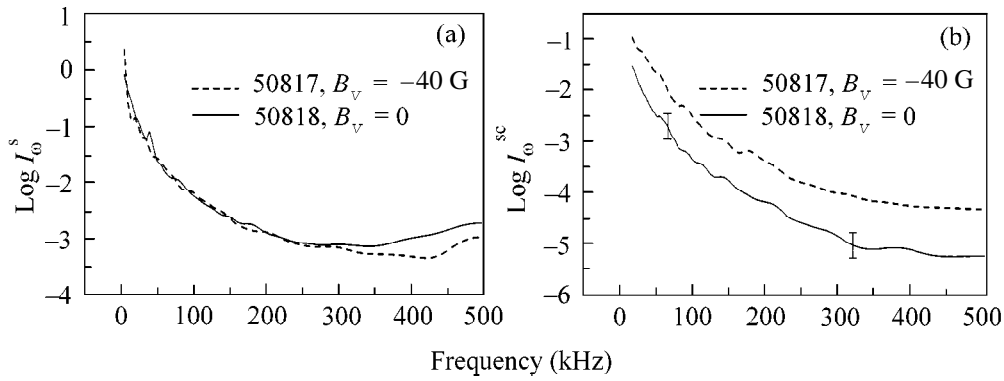 1
0
−1
−2
−3
−4
Log I_ω^s
(a)
50817, B_V = −40 G
50818, B_V = 0
0 100 200 300 400 500
−1
−2
−3
−4
−5
−6
Log I_ω^sc
(b)
50817, B_V = −40 G
50818, B_V = 0
0 100 200 300 400 500
Frequency (kHz)